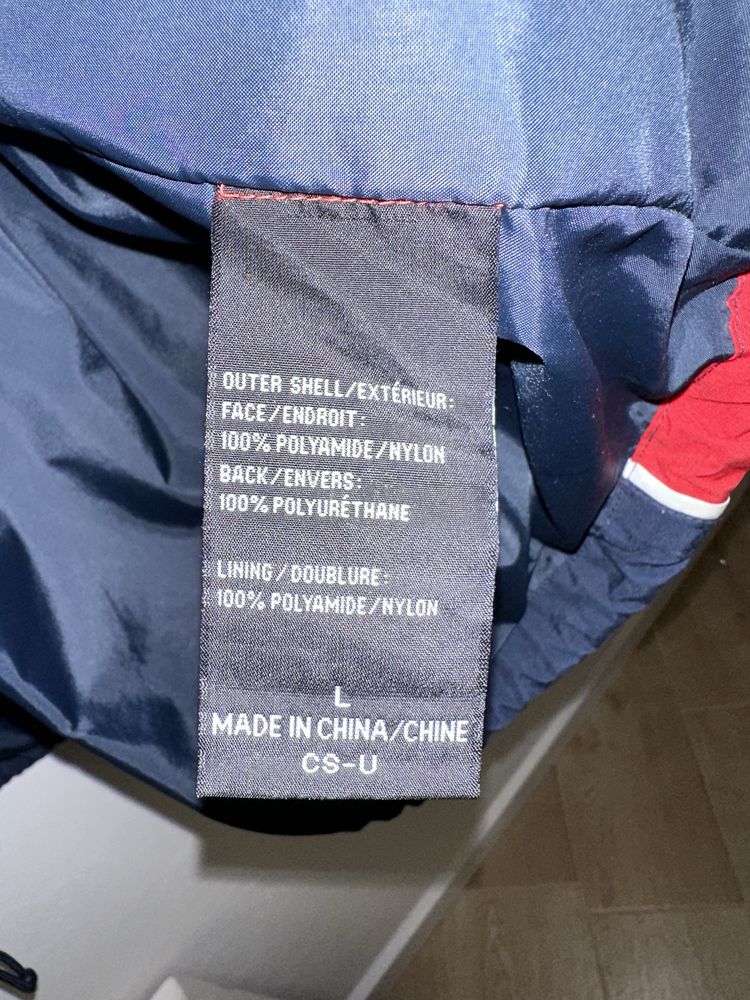 OUTER SHELL/EXTÉRIEUR:
FACE/ENDROIT:
100% POLYAMIDE/NYLON
BACK/ENVERS:
100% POLYURÉTHANE
LINING/DOUBLURE:
100% POLYAMIDE/NYLON
L
MADE IN CHINA/CHINE
CS-U